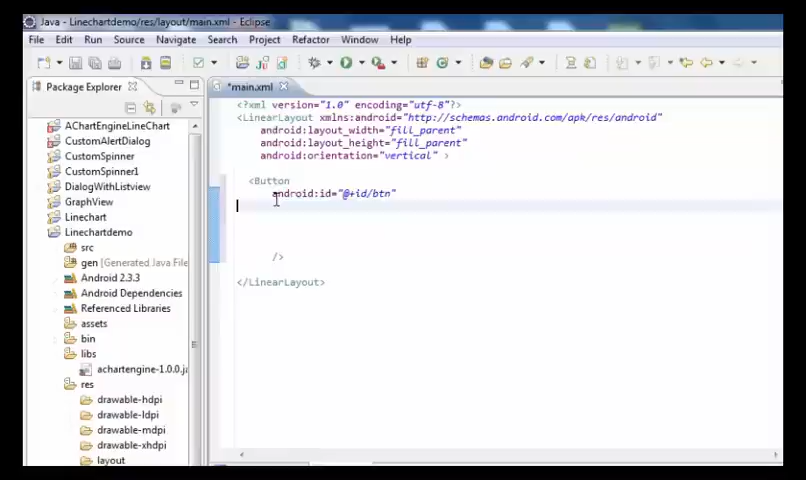 Java - Linechartdemo/res/layout/main.xml - Eclipse
File Edit Run Source Navigate Search Project Refactor Window Help
Package Explorer
*main.xml
AChartEngineLineChart
CustomAlertDialog
CustomSpinner
CustomSpinner1
DialogWithListview
GraphView
Linechart
Linechartdemo
src
gen [Generated Java File
Android 2.3.3
Android Dependencies
Referenced Libraries
assets
bin
libs
achartengine-1.0.0.ja
res
drawable-hdpi
drawable-ldpi
drawable-mdpi
drawable-xhdpi
layout
<?xml version="1.0" encoding="utf-8"?>
<LinearLayout xmlns:android="http://schemas.android.com/apk/res/android"
android:layout_width="fill_parent"
android:layout_height="fill_parent"
android:orientation="vertical" >
<Button
android:id="@+id/btn"
/>
</LinearLayout>